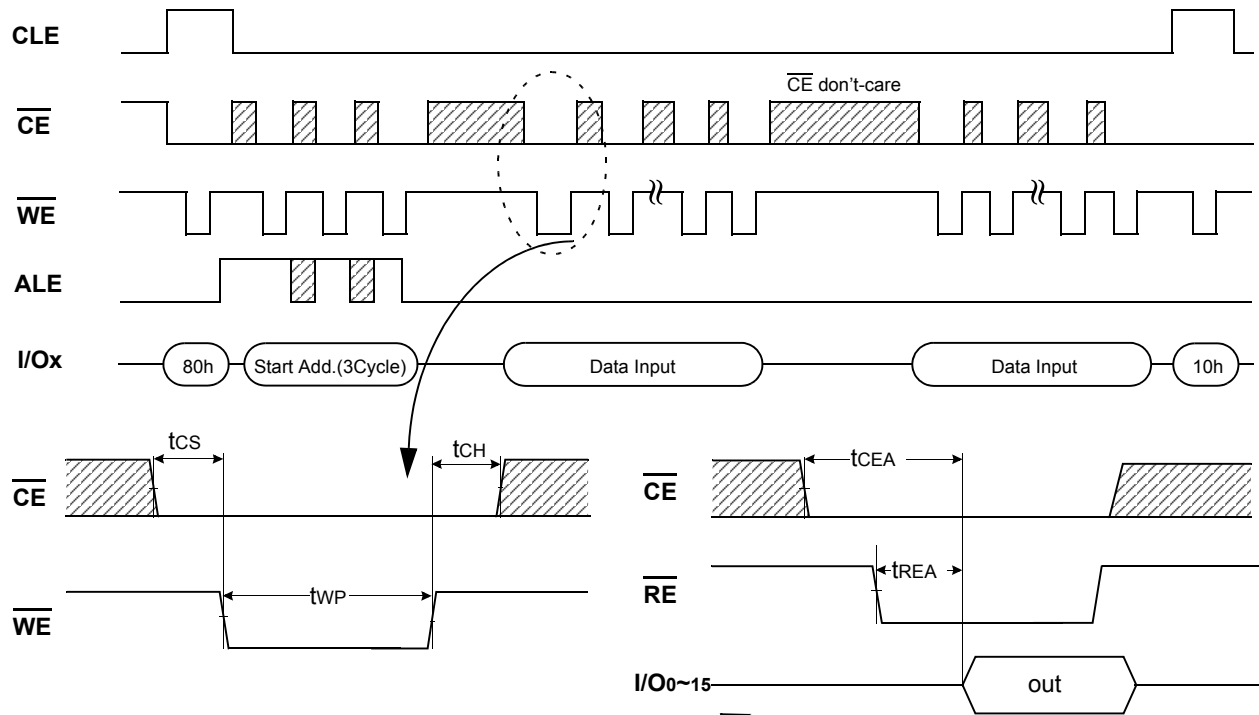 CLE
CE don't-care
CE
WE
ALE
I/Ox
80h
Start Add.(3Cycle)
Data Input
Data Input
10h
tCS
tCH
CE
tWP
WE
tCEA
CE
tREA
RE
I/O0~15
out